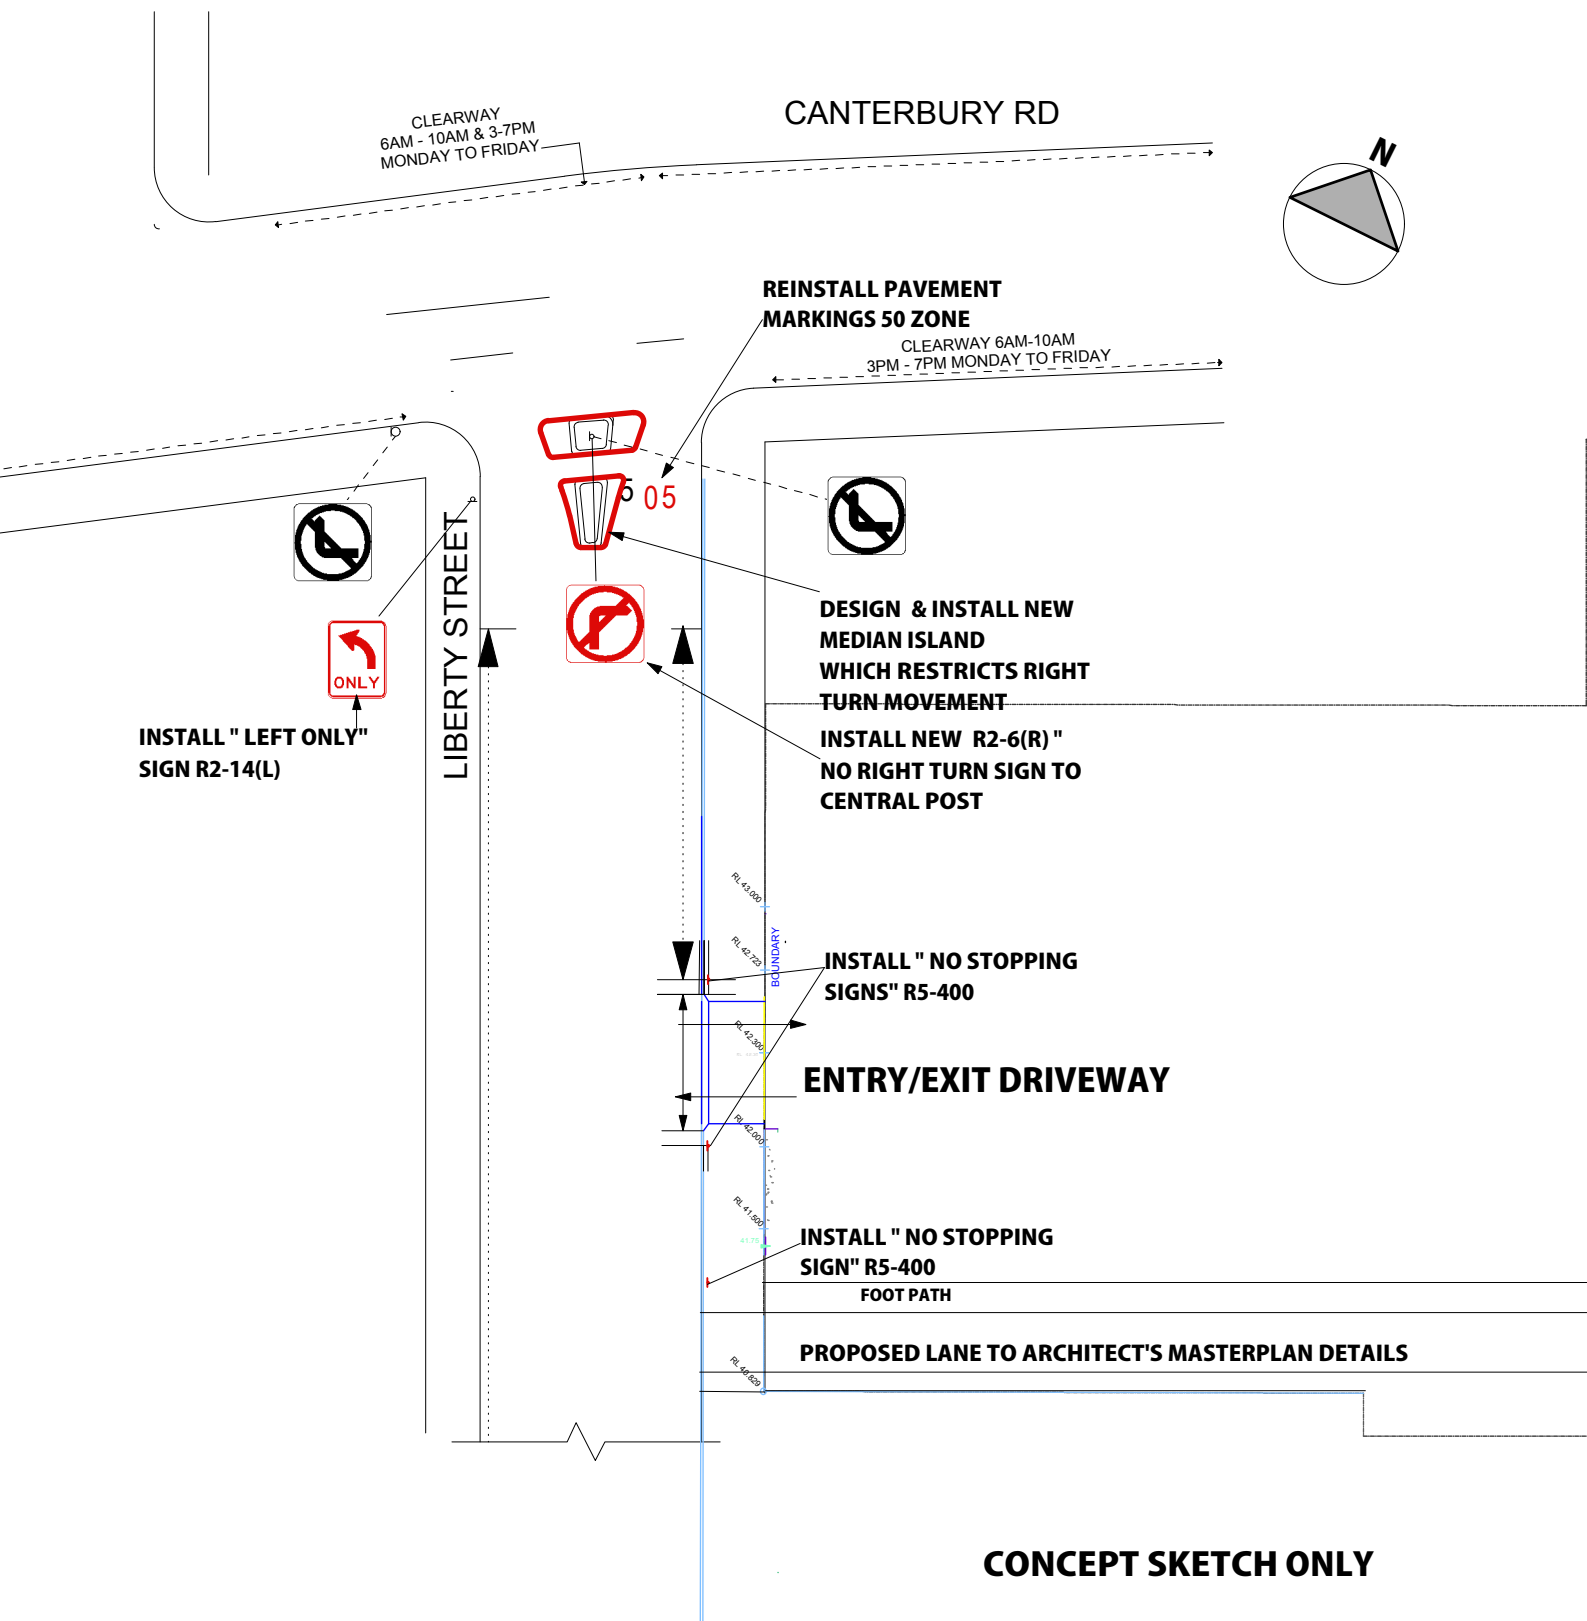 CANTERBURY RD
CLEARWAY
6AM - 10AM & 3-7PM
MONDAY TO FRIDAY
N
REINSTALL PAVEMENT
MARKINGS 50 ZONE
CLEARWAY 6AM-10AM
3PM - 7PM MONDAY TO FRIDAY
5 05
LIBERTY STREET
ONLY
DESIGN & INSTALL NEW
MEDIAN ISLAND
WHICH RESTRICTS RIGHT
TURN MOVEMENT
INSTALL " LEFT ONLY"
SIGN R2-14(L)
INSTALL NEW R2-6(R) "
NO RIGHT TURN SIGN TO
CENTRAL POST
RL 43.000
RL 42.723
BOUNDARY
INSTALL " NO STOPPING
SIGNS" R5-400
RL 42.300
ENTRY/EXIT DRIVEWAY
RL 42.000
RL 41.500
INSTALL " NO STOPPING
SIGN" R5-400
FOOT PATH
PROPOSED LANE TO ARCHITECT'S MASTERPLAN DETAILS
RL 40.829
CONCEPT SKETCH ONLY